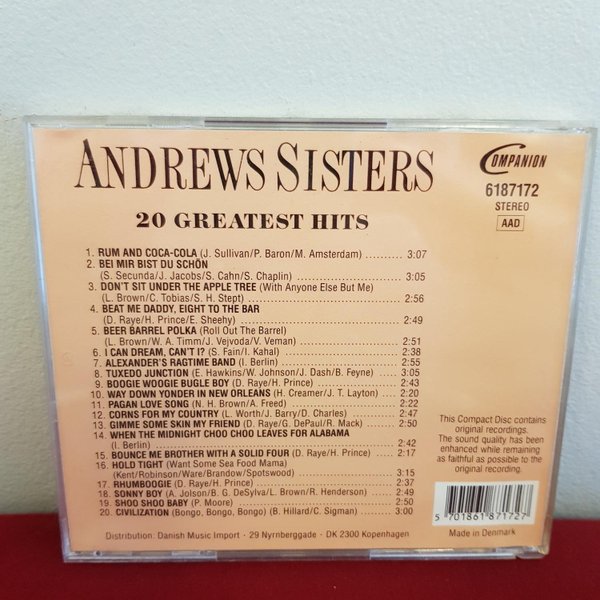 ANDREWS SISTERS
20 GREATEST HITS
COMPANION
6187172
STEREO
AAD
1. RUM AND COCA-COLA (J. Sullivan/P. Baron/M. Amsterdam) .......... 3:07
2. BEI MIR BIST DU SCHÖN
(S. Secunda/J. Jacobs/S. Cahn/S. Chaplin) .......... 3:05
3. DON'T SIT UNDER THE APPLE TREE (With Anyone Else But Me)
(L. Brown/C. Tobias/S. H. Stept) .......... 2:56
4. BEAT ME DADDY, EIGHT TO THE BAR
(D. Raye/H. Prince/E. Sheehy) .......... 2:49
5. BEER BARREL POLKA (Roll Out The Barrel)
(L. Brown/W. A. Timm/J. Vejvoda/V. Veman) .......... 2:51
6. I CAN DREAM, CAN'T I? (S. Fain/I. Kahal) .......... 2:38
7. ALEXANDER'S RAGTIME BAND (I. Berlin) .......... 2:55
8. TUXEDO JUNCTION (E. Hawkins/W. Johnson/J. Dash/B. Feyne) .... 3:05
9. BOOGIE WOOGIE BUGLE BOY (D. Raye/H. Prince) .......... 2:43
10. WAY DOWN YONDER IN NEW ORLEANS (H. Creamer/J. T. Layton) 2:20
11. PAGAN LOVE SONG (N. H. Brown/A. Freed) .......... 2:22
12. CORNS FOR MY COUNTRY (L. Worth/J. Barry/D. Charles) .......... 2:47
13. GIMME SOME SKIN MY FRIEND (D. Raye/G. DePaul/R. Mack) .... 2:50
14. WHEN THE MIDNIGHT CHOO CHOO LEAVES FOR ALABAMA
(I. Berlin) .......... 2:42
15. BOUNCE ME BROTHER WITH A SOLID FOUR (D. Raye/H. Prince) .. 2:17
16. HOLD TIGHT (Want Some Sea Food Mama)
(Kent/Robinson/Ware/Brandow/Spotswood) .......... 3:15
17. RHUMBOOGIE (D. Raye/H. Prince) .......... 2:50
18. SONNY BOY (A. Jolson/B. G. DeSylva/L. Brown/R. Henderson) .... 2:49
19. SHOO SHOO BABY (P. Moore) .......... 2:50
20. CIVILIZATION (Bongo, Bongo, Bongo) (B. Hillard/C. Sigman) .... 3:00
This Compact Disc contains
original recordings.
The sound quality has been
enhanced while remaining
as faithful as possible to the
original recording.
5 701861 871727
Distribution: Danish Music Import · 29 Nyrnberggade · DK 2300 Kopenhagen
Made in Denmark